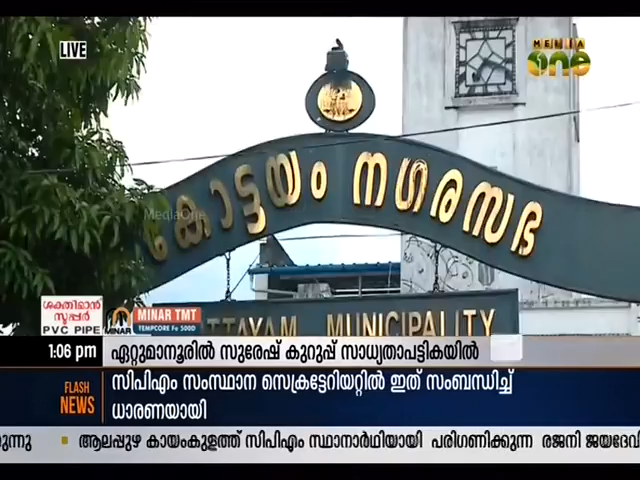 LIVE
MEDIA
one
കോട്ടയം നഗരസഭ
MediaOne
MediaOne
ശക്തിമാൻ
സൂപ്പർ
PVC PIPE
MINAR
MINAR TMT
TEMPCORE Fe 500D
TTAYAM MUNICIPALITY
1:06 pm
ഏറ്റുമാനൂരിൽ സുരേഷ് കുറുപ്പ് സാധ്യതാപട്ടികയിൽ
FLASH
NEWS
സിപിഎം സംസ്ഥാന സെക്രട്ടേറിയറ്റിൽ ഇത് സംബന്ധിച്ച്
ധാരണയായി
ുന്നു ആലപ്പുഴ കായംകുളത്ത് സിപിഎം സ്ഥാനാർഥിയായി പരിഗണിക്കുന്ന രജനി ജയദേവി